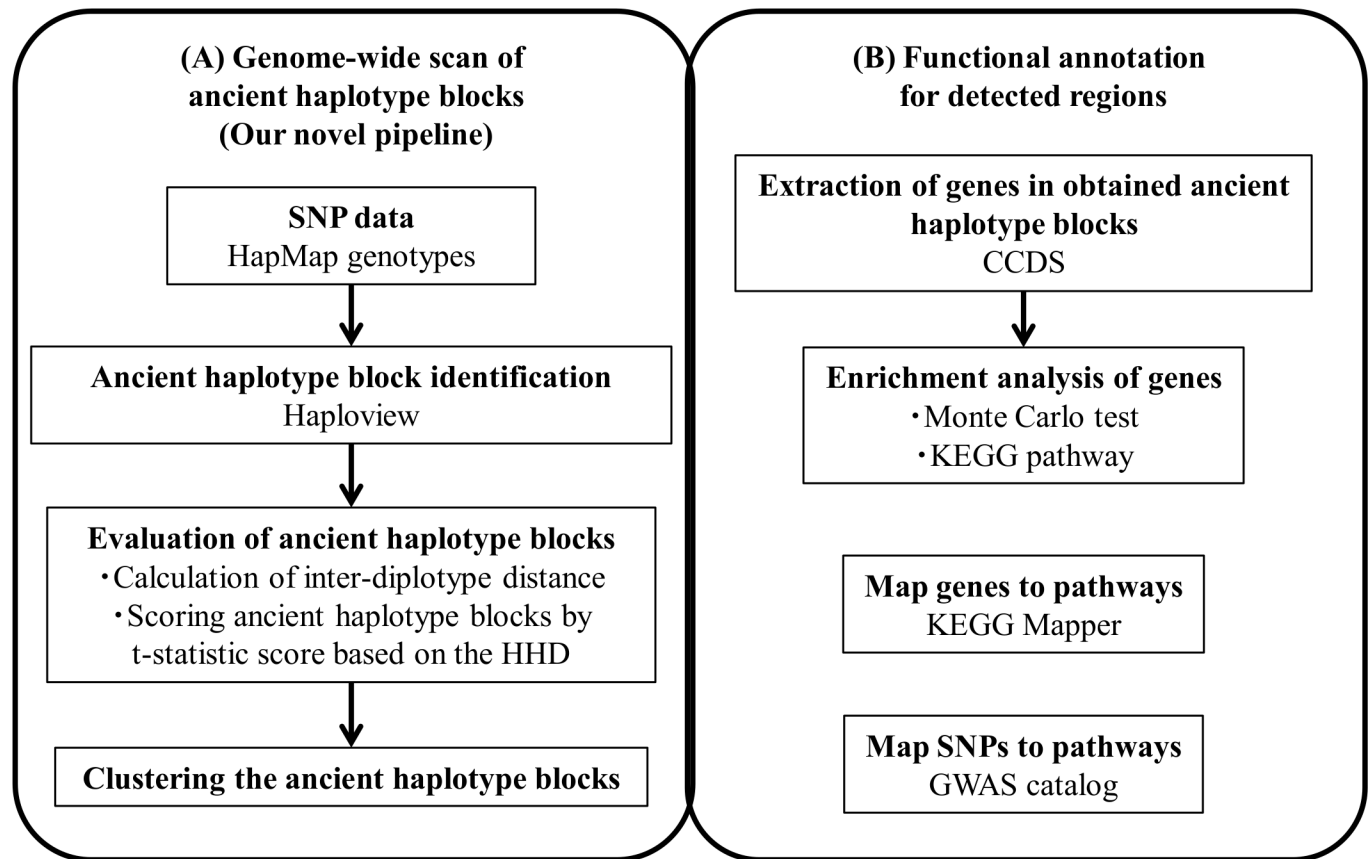 (A) Genome-wide scan of
ancient haplotype blocks
(Our novel pipeline)
SNP data
HapMap genotypes
Ancient haplotype block identification
Haploview
Evaluation of ancient haplotype blocks
・Calculation of inter-diplotype distance
・Scoring ancient haplotype blocks by
t-statistic score based on the HHD
Clustering the ancient haplotype blocks
(B) Functional annotation
for detected regions
Extraction of genes in obtained ancient
haplotype blocks
CCDS
Enrichment analysis of genes
・Monte Carlo test
・KEGG pathway
Map genes to pathways
KEGG Mapper
Map SNPs to pathways
GWAS catalog